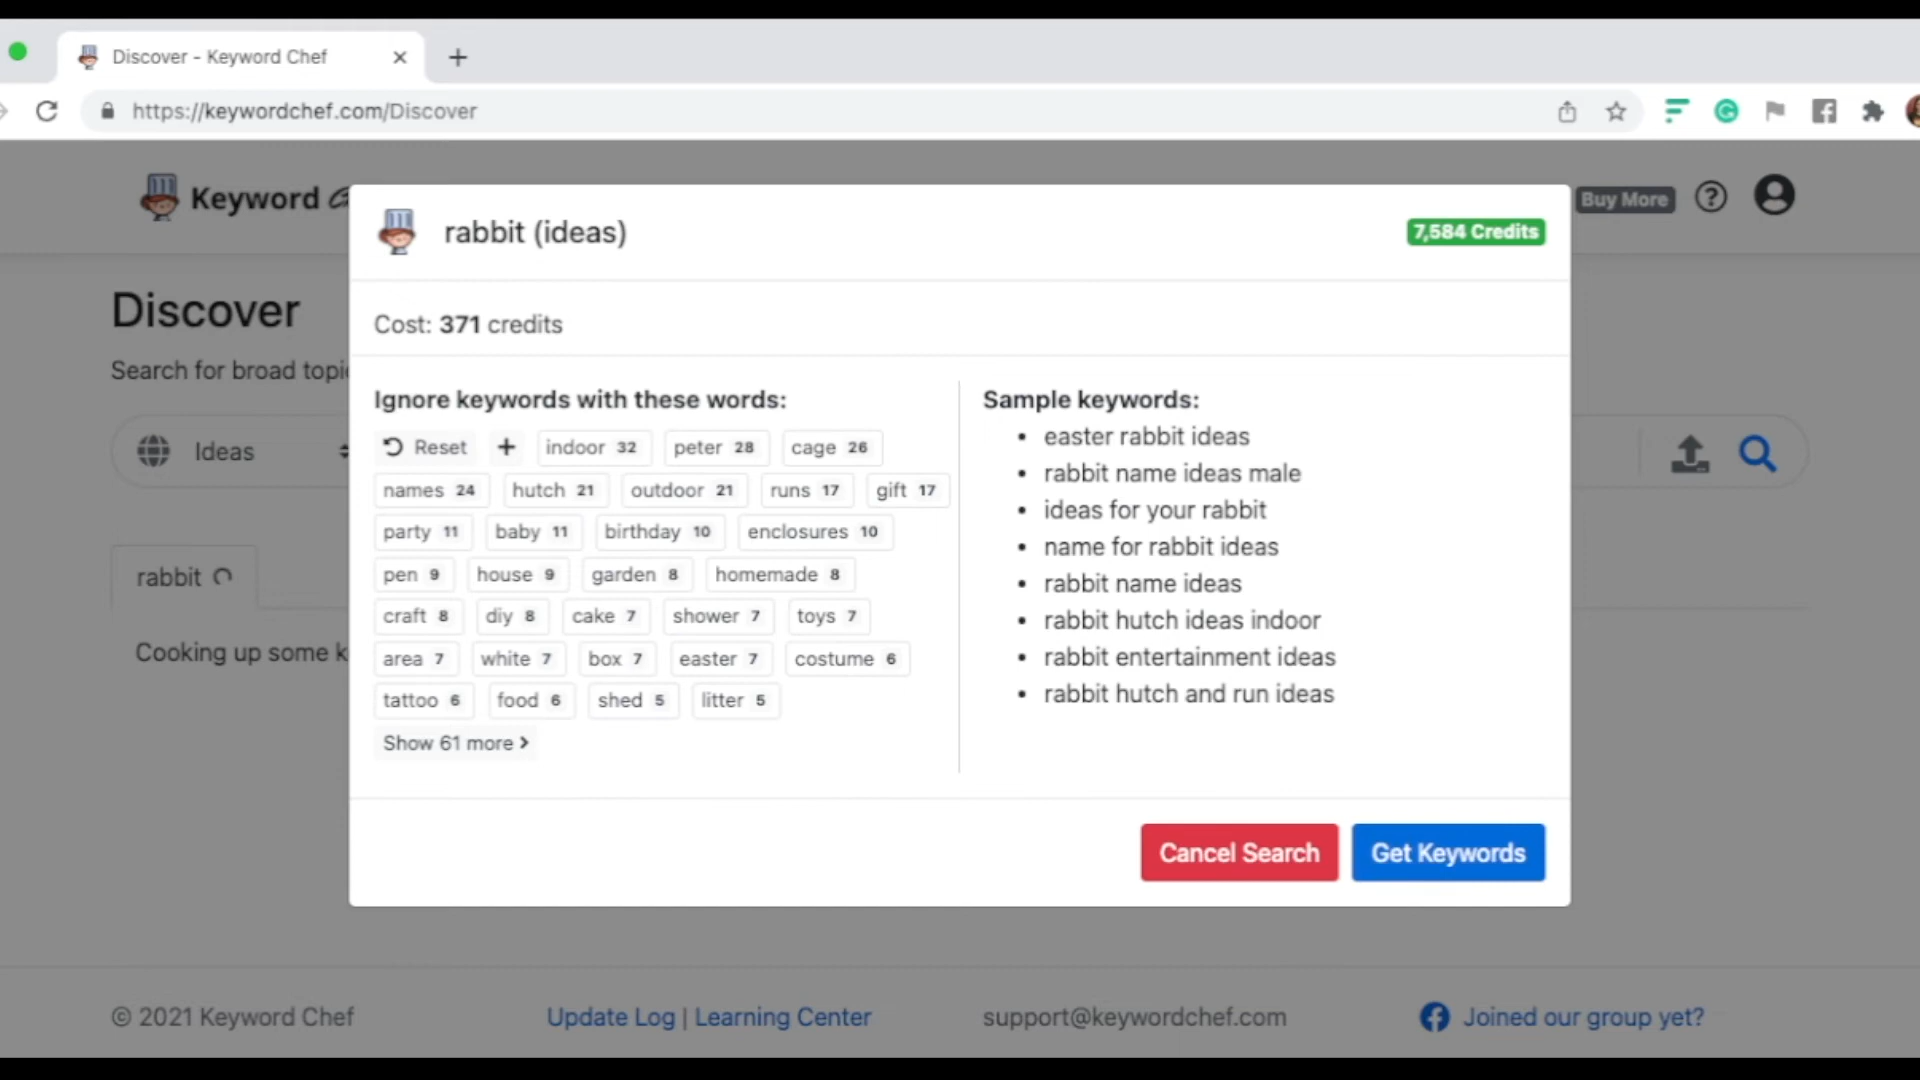 Discover - Keyword Chef
https://keywordchef.com/Discover
Keyword
Buy More
rabbit (ideas)
7,584 Credits
Discover
Cost: 371 credits
Search for broad topi
Ideas
Ignore keywords with these words:
Reset + indoor 32 peter 28 cage 26
names 24 hutch 21 outdoor 21 runs 17 gift 17
party 11 baby 11 birthday 10 enclosures 10
pen 9 house 9 garden 8 homemade 8
craft 8 diy 8 cake 7 shower 7 toys 7
area 7 white 7 box 7 easter 7 costume 6
tattoo 6 food 6 shed 5 litter 5
Show 61 more >
Sample keywords:
• easter rabbit ideas
• rabbit name ideas male
• ideas for your rabbit
• name for rabbit ideas
• rabbit name ideas
• rabbit hutch ideas indoor
• rabbit entertainment ideas
• rabbit hutch and run ideas
rabbit
Cooking up some k
Cancel Search
Get Keywords
© 2021 Keyword Chef
Update Log | Learning Center
support@keywordchef.com
Joined our group yet?